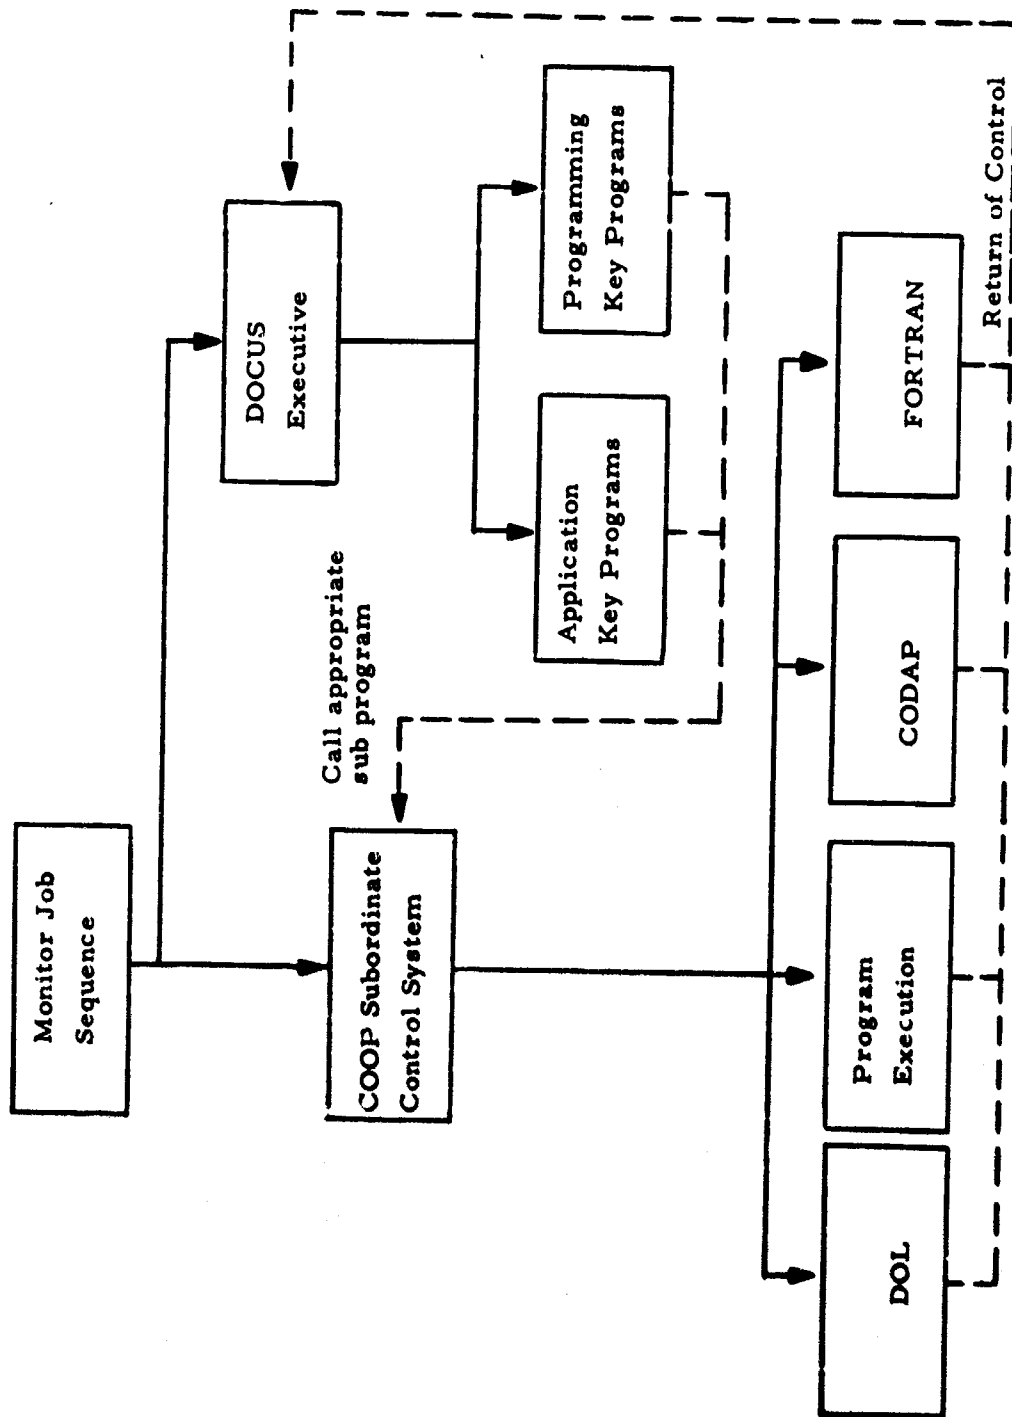 Monitor Job
Sequence
DOCUS
Executive
COOP Subordinate
Control System
Call appropriate
sub program
Application
Key Programs
Programming
Key Programs
DOL
Program
Execution
CODAP
FORTRAN
Return of Control